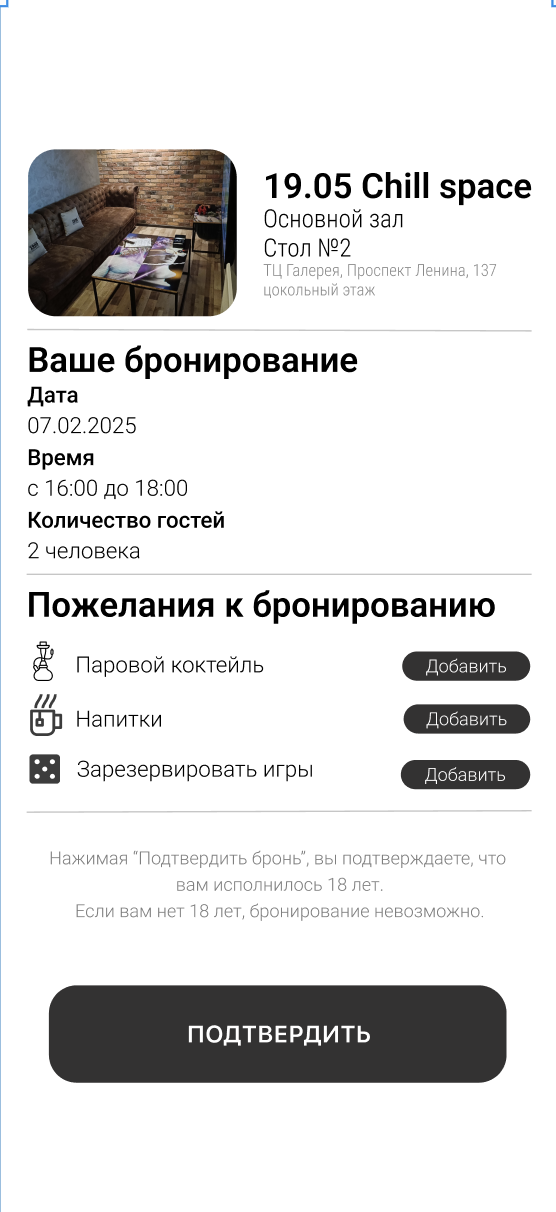 19.05 Chill space
Основной зал
Стол №2
ТЦ Галерея, Проспект Ленина, 137
цокольный этаж
Ваше бронирование
Дата
07.02.2025
Время
с 16:00 до 18:00
Количество гостей
2 человека
Пожелания к бронированию
Паровой коктейль
Добавить
Напитки
Добавить
Зарезервировать игры
Добавить
Нажимая “Подтвердить бронь”, вы подтверждаете, что
вам исполнилось 18 лет.
Если вам нет 18 лет, бронирование невозможно.
ПОДТВЕРДИТЬ